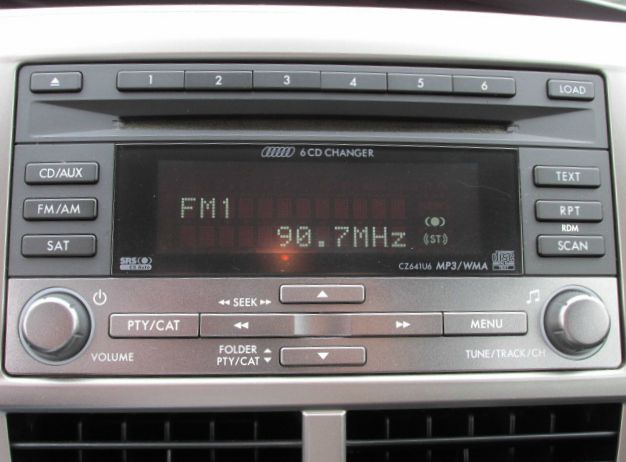 1 2 3 4 5 6 LOAD
6 CD CHANGER
CD/AUX TEXT
FM1
FM/AM RPT
RDM
90.7MHz (ST)
SAT SCAN
SRS
CZ641U6 MP3/WMA
SEEK
PTY/CAT MENU
VOLUME FOLDER TUNE/TRACK/CH
PTY/CAT